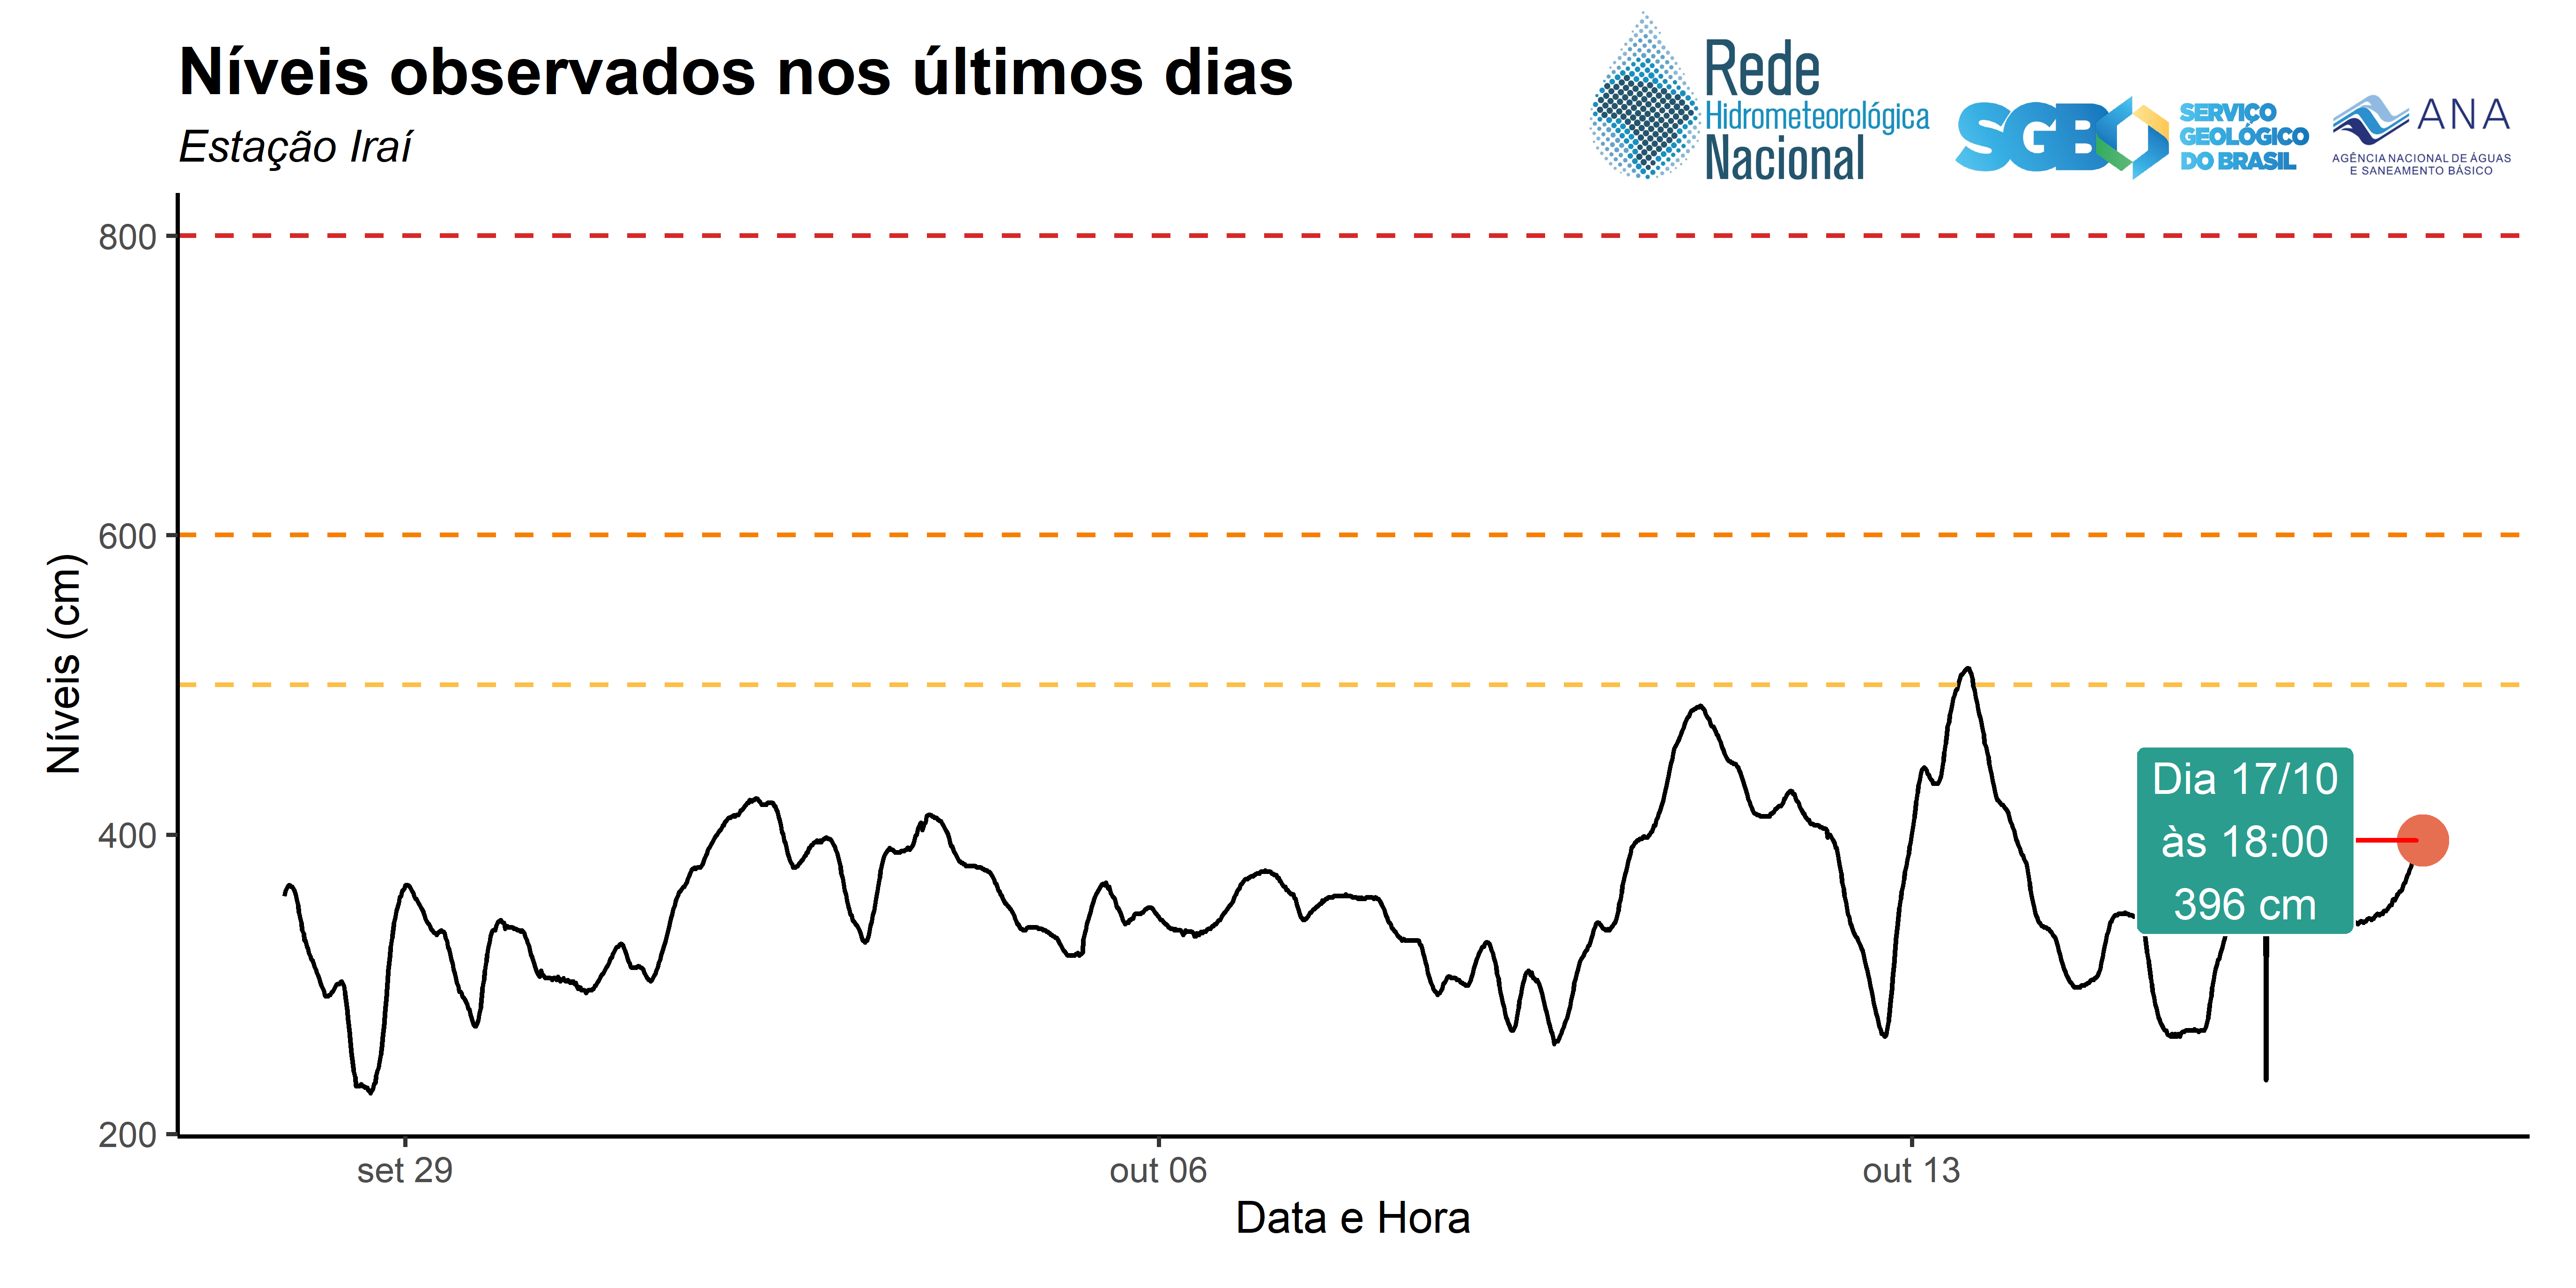 Níveis observados nos últimos dias
Estação Iraí
Rede
Hidrometeorológica
Nacional
SGB
SERVIÇO
GEOLÓGICO
DO BRASIL
ANA
AGÊNCIA NACIONAL DE ÁGUAS
E SANEAMENTO BÁSICO
Níveis (cm)
800
600
400
200
Dia 17/10
às 18:00
396 cm
set 29
out 06
out 13
Data e Hora